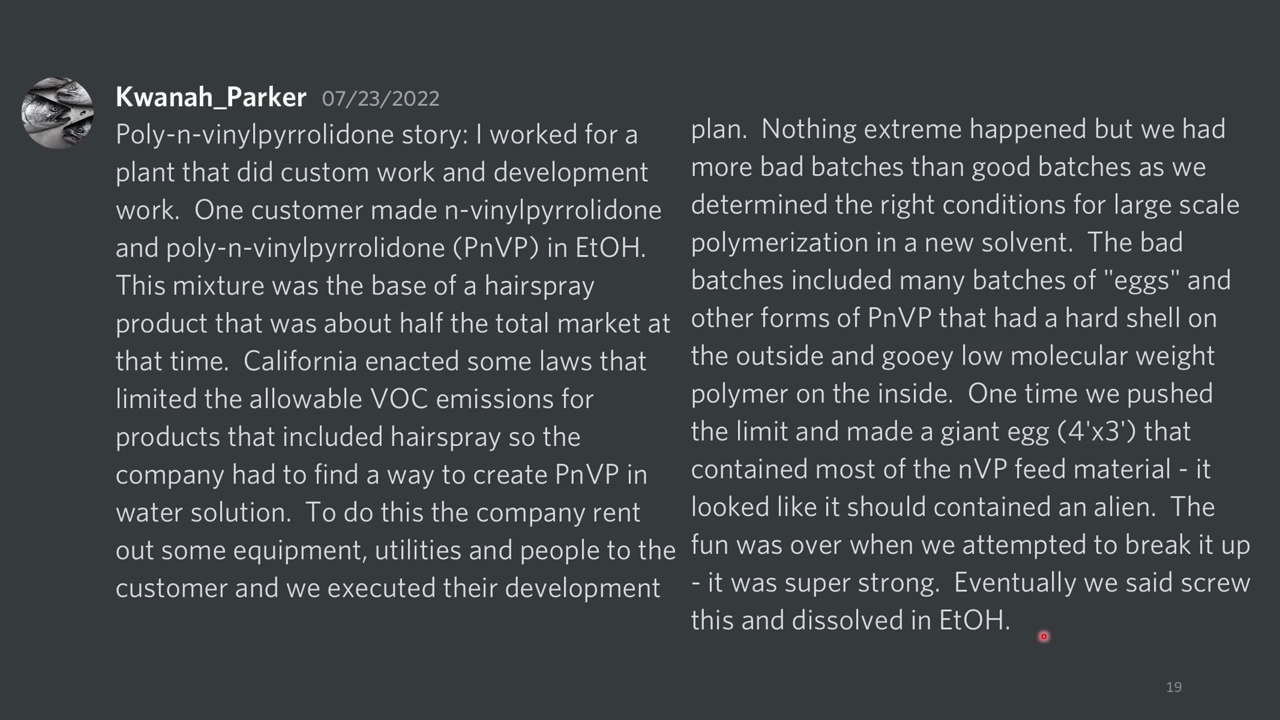 Kwanah_Parker 07/23/2022
Poly-n-vinylpyrrolidone story: I worked for a
plant that did custom work and development
work.  One customer made n-vinylpyrrolidone
and poly-n-vinylpyrrolidone (PnVP) in EtOH.
This mixture was the base of a hairspray
product that was about half the total market at
that time.  California enacted some laws that
limited the allowable VOC emissions for
products that included hairspray so the
company had to find a way to create PnVP in
water solution.  To do this the company rent
out some equipment, utilities and people to the
customer and we executed their development
plan.  Nothing extreme happened but we had
more bad batches than good batches as we
determined the right conditions for large scale
polymerization in a new solvent.  The bad
batches included many batches of "eggs" and
other forms of PnVP that had a hard shell on
the outside and gooey low molecular weight
polymer on the inside.  One time we pushed
the limit and made a giant egg (4'x3') that
contained most of the nVP feed material - it
looked like it should contained an alien.  The
fun was over when we attempted to break it up
- it was super strong.  Eventually we said screw
this and dissolved in EtOH.
19